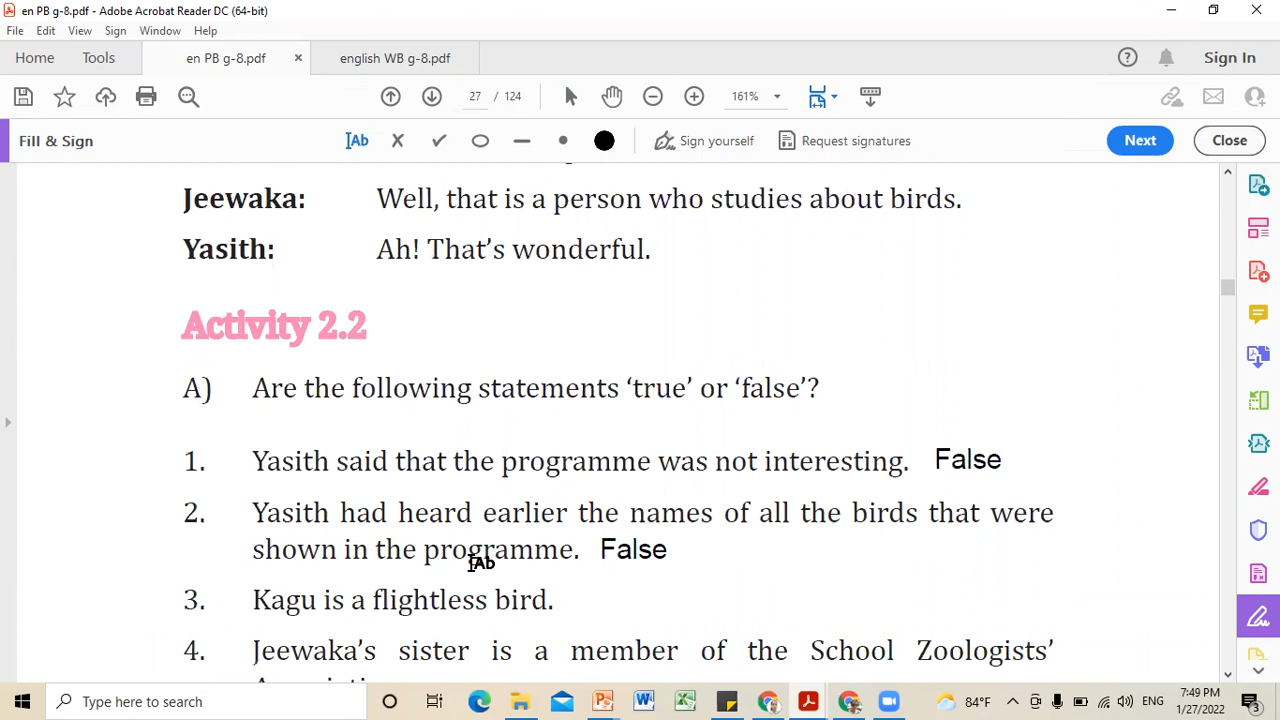 en PB g-8.pdf - Adobe Acrobat Reader DC (64-bit)
File Edit View Sign Window Help
Home Tools en PB g-8.pdf × english WB g-8.pdf Sign In
27 / 124 161%
Fill & Sign Ab Sign yourself Request signatures Next Close
Jeewaka: Well, that is a person who studies about birds.
Yasith: Ah! That’s wonderful.
Activity 2.2
A) Are the following statements ‘true’ or ‘false’?
1. Yasith said that the programme was not interesting. False
2. Yasith had heard earlier the names of all the birds that were
shown in the programme. False
Ab
3. Kagu is a flightless bird.
4. Jeewaka’s sister is a member of the School Zoologists’
Type here to search 84°F ENG 7:49 PM
1/27/2022 3